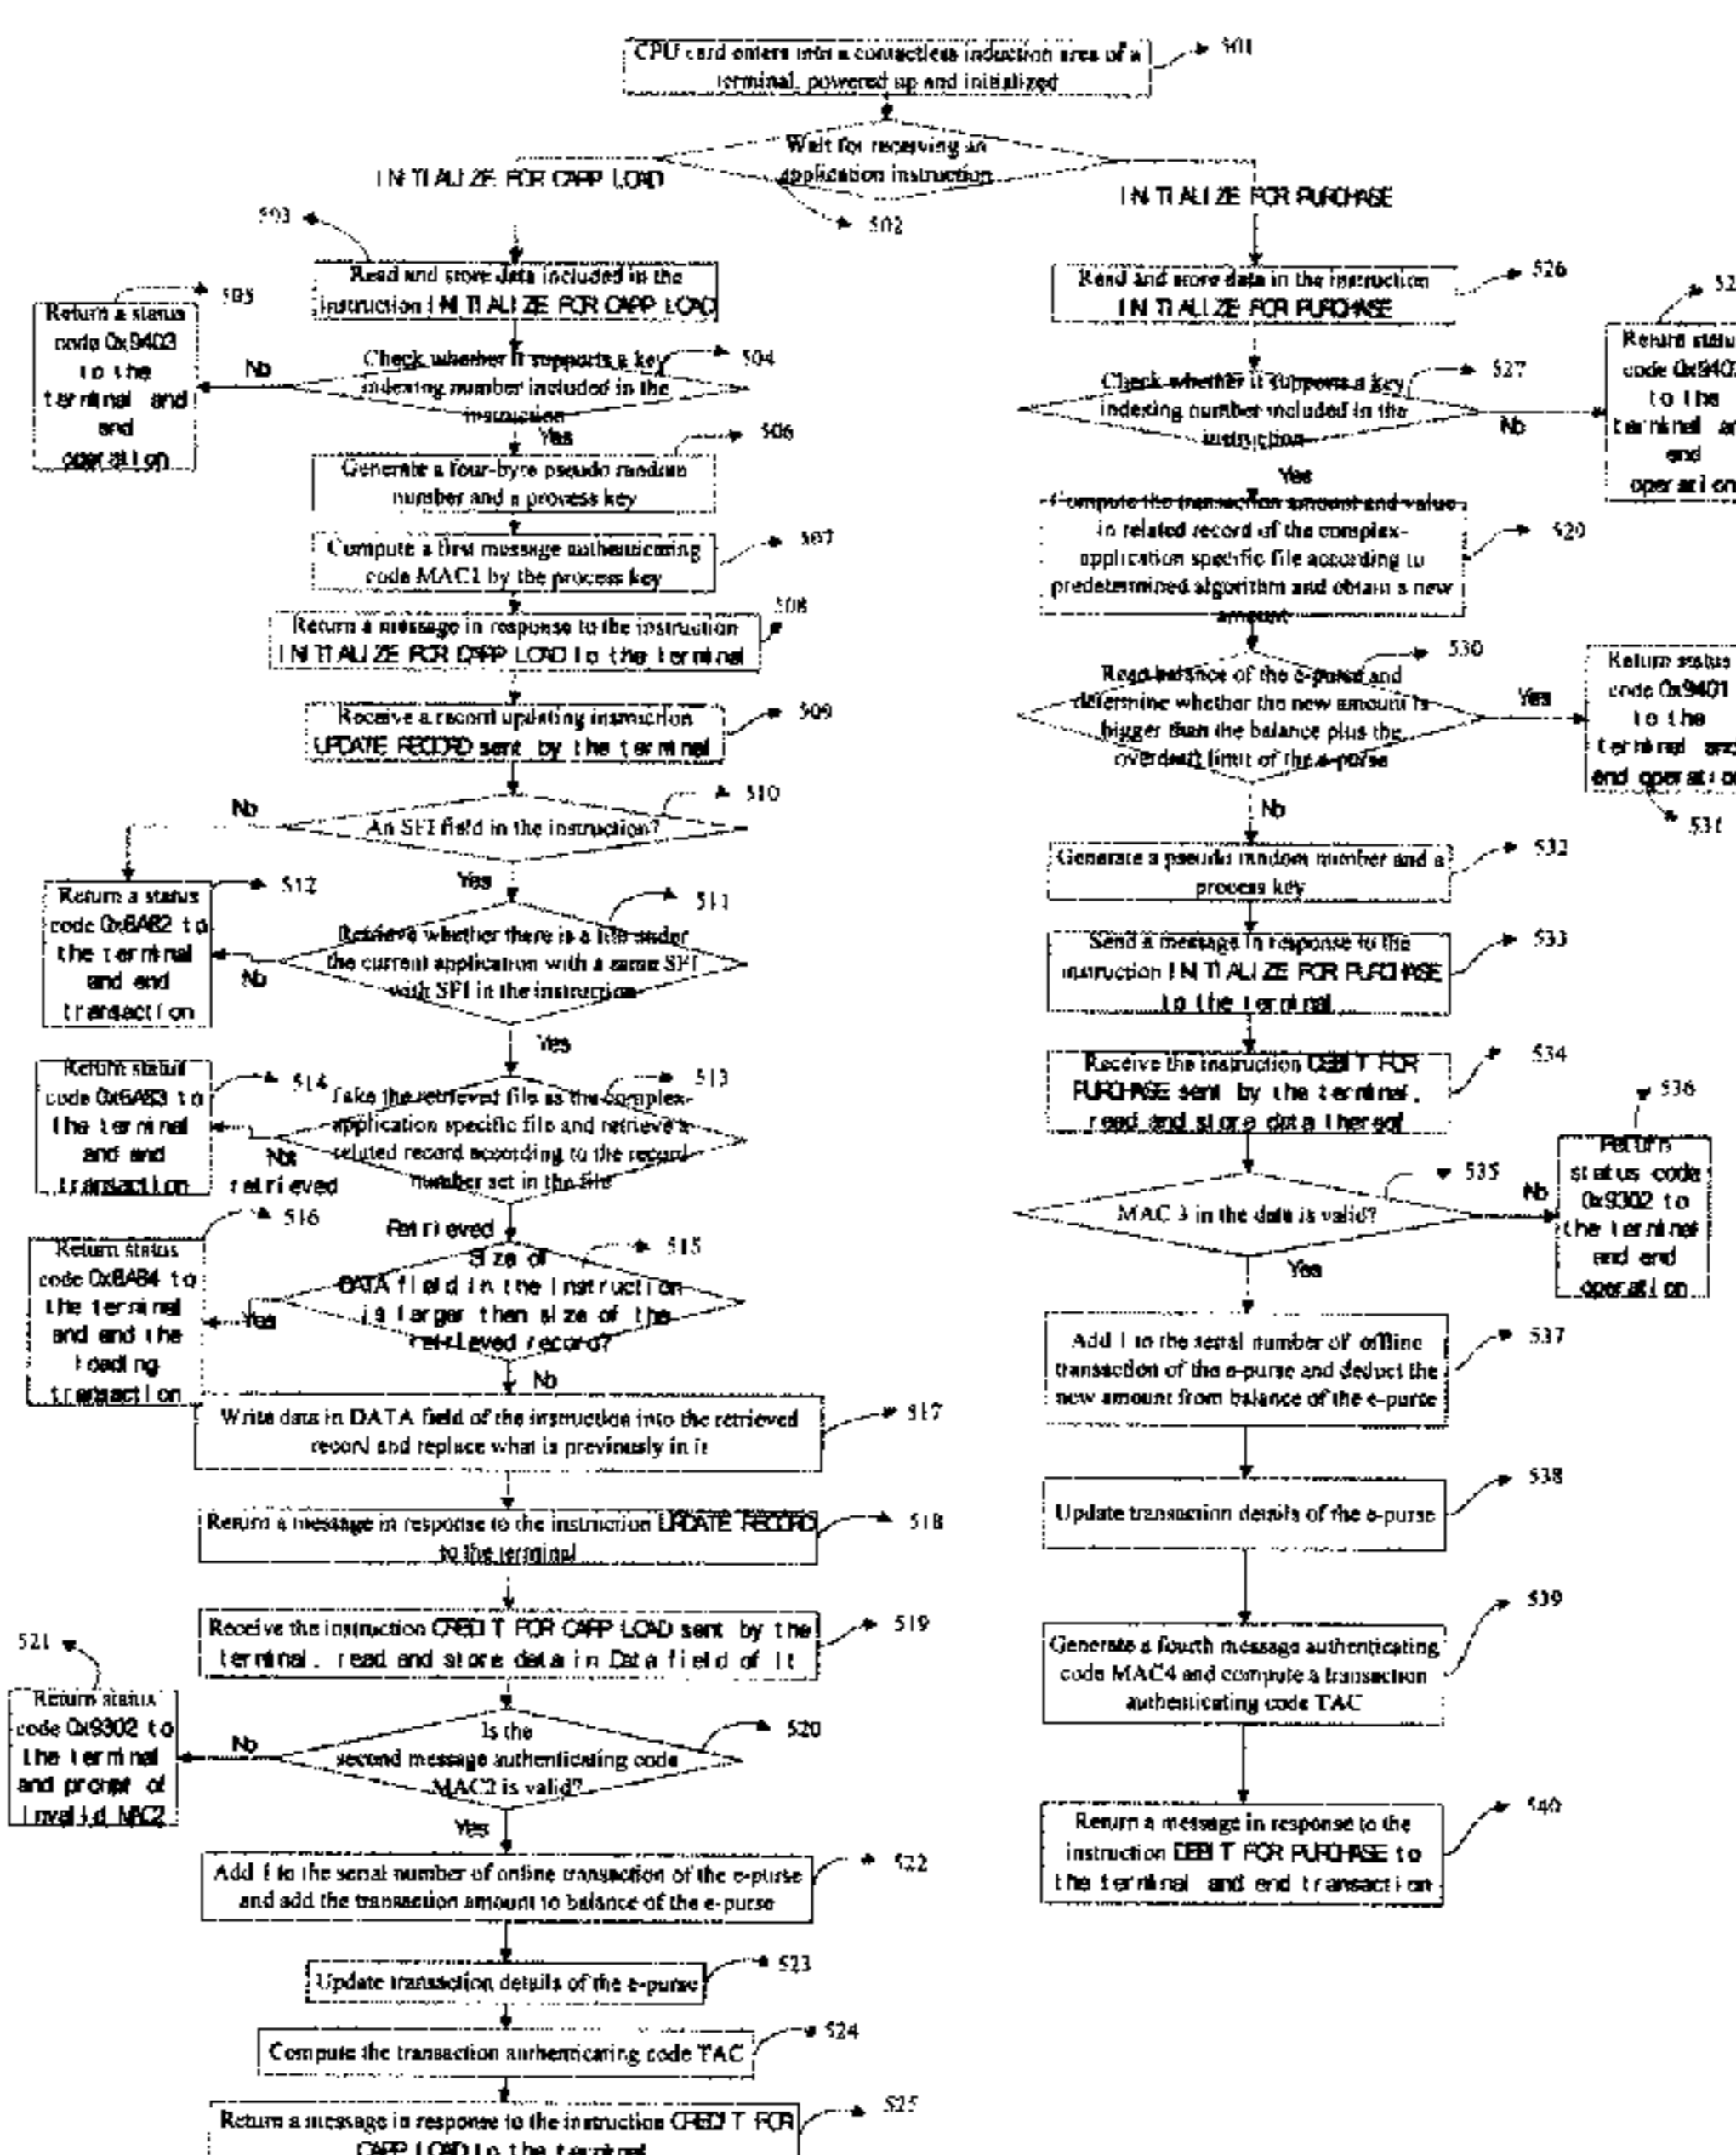 CPU card enters into a contactless induction area of a
terminal, powered up and initialized
501
Wait for receiving an
application instruction
502
INITIALIZE FOR CAPP LOAD
INITIALIZE FOR PURCHASE
503
Read and store data included in the
instruction INITIALIZE FOR CAPP LOAD
505
Return a status
code 0x9403
to the
terminal and
end
operation
No
Check whether it supports a key
indexing number included in the
instruction
504
Yes
506
Generate a four-byte pseudo random
number and a process key
Compute a first message authenticating
code MAC1 by the process key
507
508
Return a message in response to the instruction
INITIALIZE FOR CAPP LOAD to the terminal
Receive a record updating instruction
UPDATE RECORD sent by the terminal
509
510
No
An SFI field in the instruction?
Yes
512
Return a status
code 0x6A82 to
the terminal
and end
transaction
511
Retrieve whether there is a file under
the current application with a same SFI
with SFI in the instruction
No
Yes
Return status
code 0x6A83 to
the terminal
and end
transaction
514
513
Take the retrieved file as the complex-
application specific file and retrieve a
related record according to the record
number set in the file
Not
retrieved
Retrieved
516
Return status
code 0x6A84 to
the terminal
and end the
loading
transaction
515
Size of
DATA field in the instruction
is larger then size of the
retrieved record?
Yes
No
Write data in DATA field of the instruction into the retrieved
record and replace what is previously in it
517
Return a message in response to the instruction UPDATE RECORD
to the terminal
518
Receive the instruction CREDIT FOR CAPP LOAD sent by the
terminal, read and store data in Data field of it
519
521
Return status
code 0x9302 to
the terminal
and prompt of
invalid MAC2
No
Is the
second message authenticating code
MAC2 is valid?
520
Yes
Add 1 to the serial number of online transaction of the e-purse
and add the transaction amount to balance of the e-purse
522
Update transaction details of the e-purse
523
Compute the transaction authenticating code TAC
524
Return a message in response to the instruction CREDIT FOR
CAPP LOAD to the terminal
525
Read and store data in the instruction
INITIALIZE FOR PURCHASE
526
Check whether it supports a key
indexing number included in the
instruction
527
No
52
Return statu
code 0x940
to the
terminal an
end
operation
Yes
Compute the transaction amount and value
in related record of the complex-
application specific file according to
predetermined algorithm and obtain a new
amount
529
530
Read balance of the e-purse and
determine whether the new amount is
bigger than the balance plus the
overdraft limit of the e-purse
Yes
Return status
code 0x9401
to the
terminal and
end operatio
531
No
Generate a pseudo random number and a
process key
532
Send a message in response to the
instruction INITIALIZE FOR PURCHASE
to the terminal
533
Receive the instruction DEBIT FOR
PURCHASE sent by the terminal,
read and store data thereof
534
MAC 3 in the data is valid?
535
No
536
Return
status code
0x9302 to
the terminal
and end
operation
Yes
Add 1 to the serial number of offline
transaction of the e-purse and deduct the
new amount from balance of the e-purse
537
Update transaction details of the e-purse
538
Generate a fourth message authenticating
code MAC4 and compute a transaction
authenticating code TAC
539
Return a message in response to the
instruction DEBIT FOR PURCHASE to
the terminal and end transaction
540